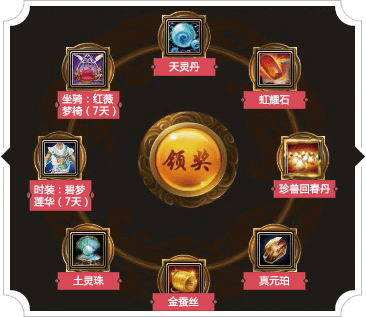 天灵丹
坐骑：红薇
梦椅（7天）
虹耀石
领奖
时装：碧梦
莲华（7天）
珍兽回春丹
土灵珠
真元珀
金蚕丝